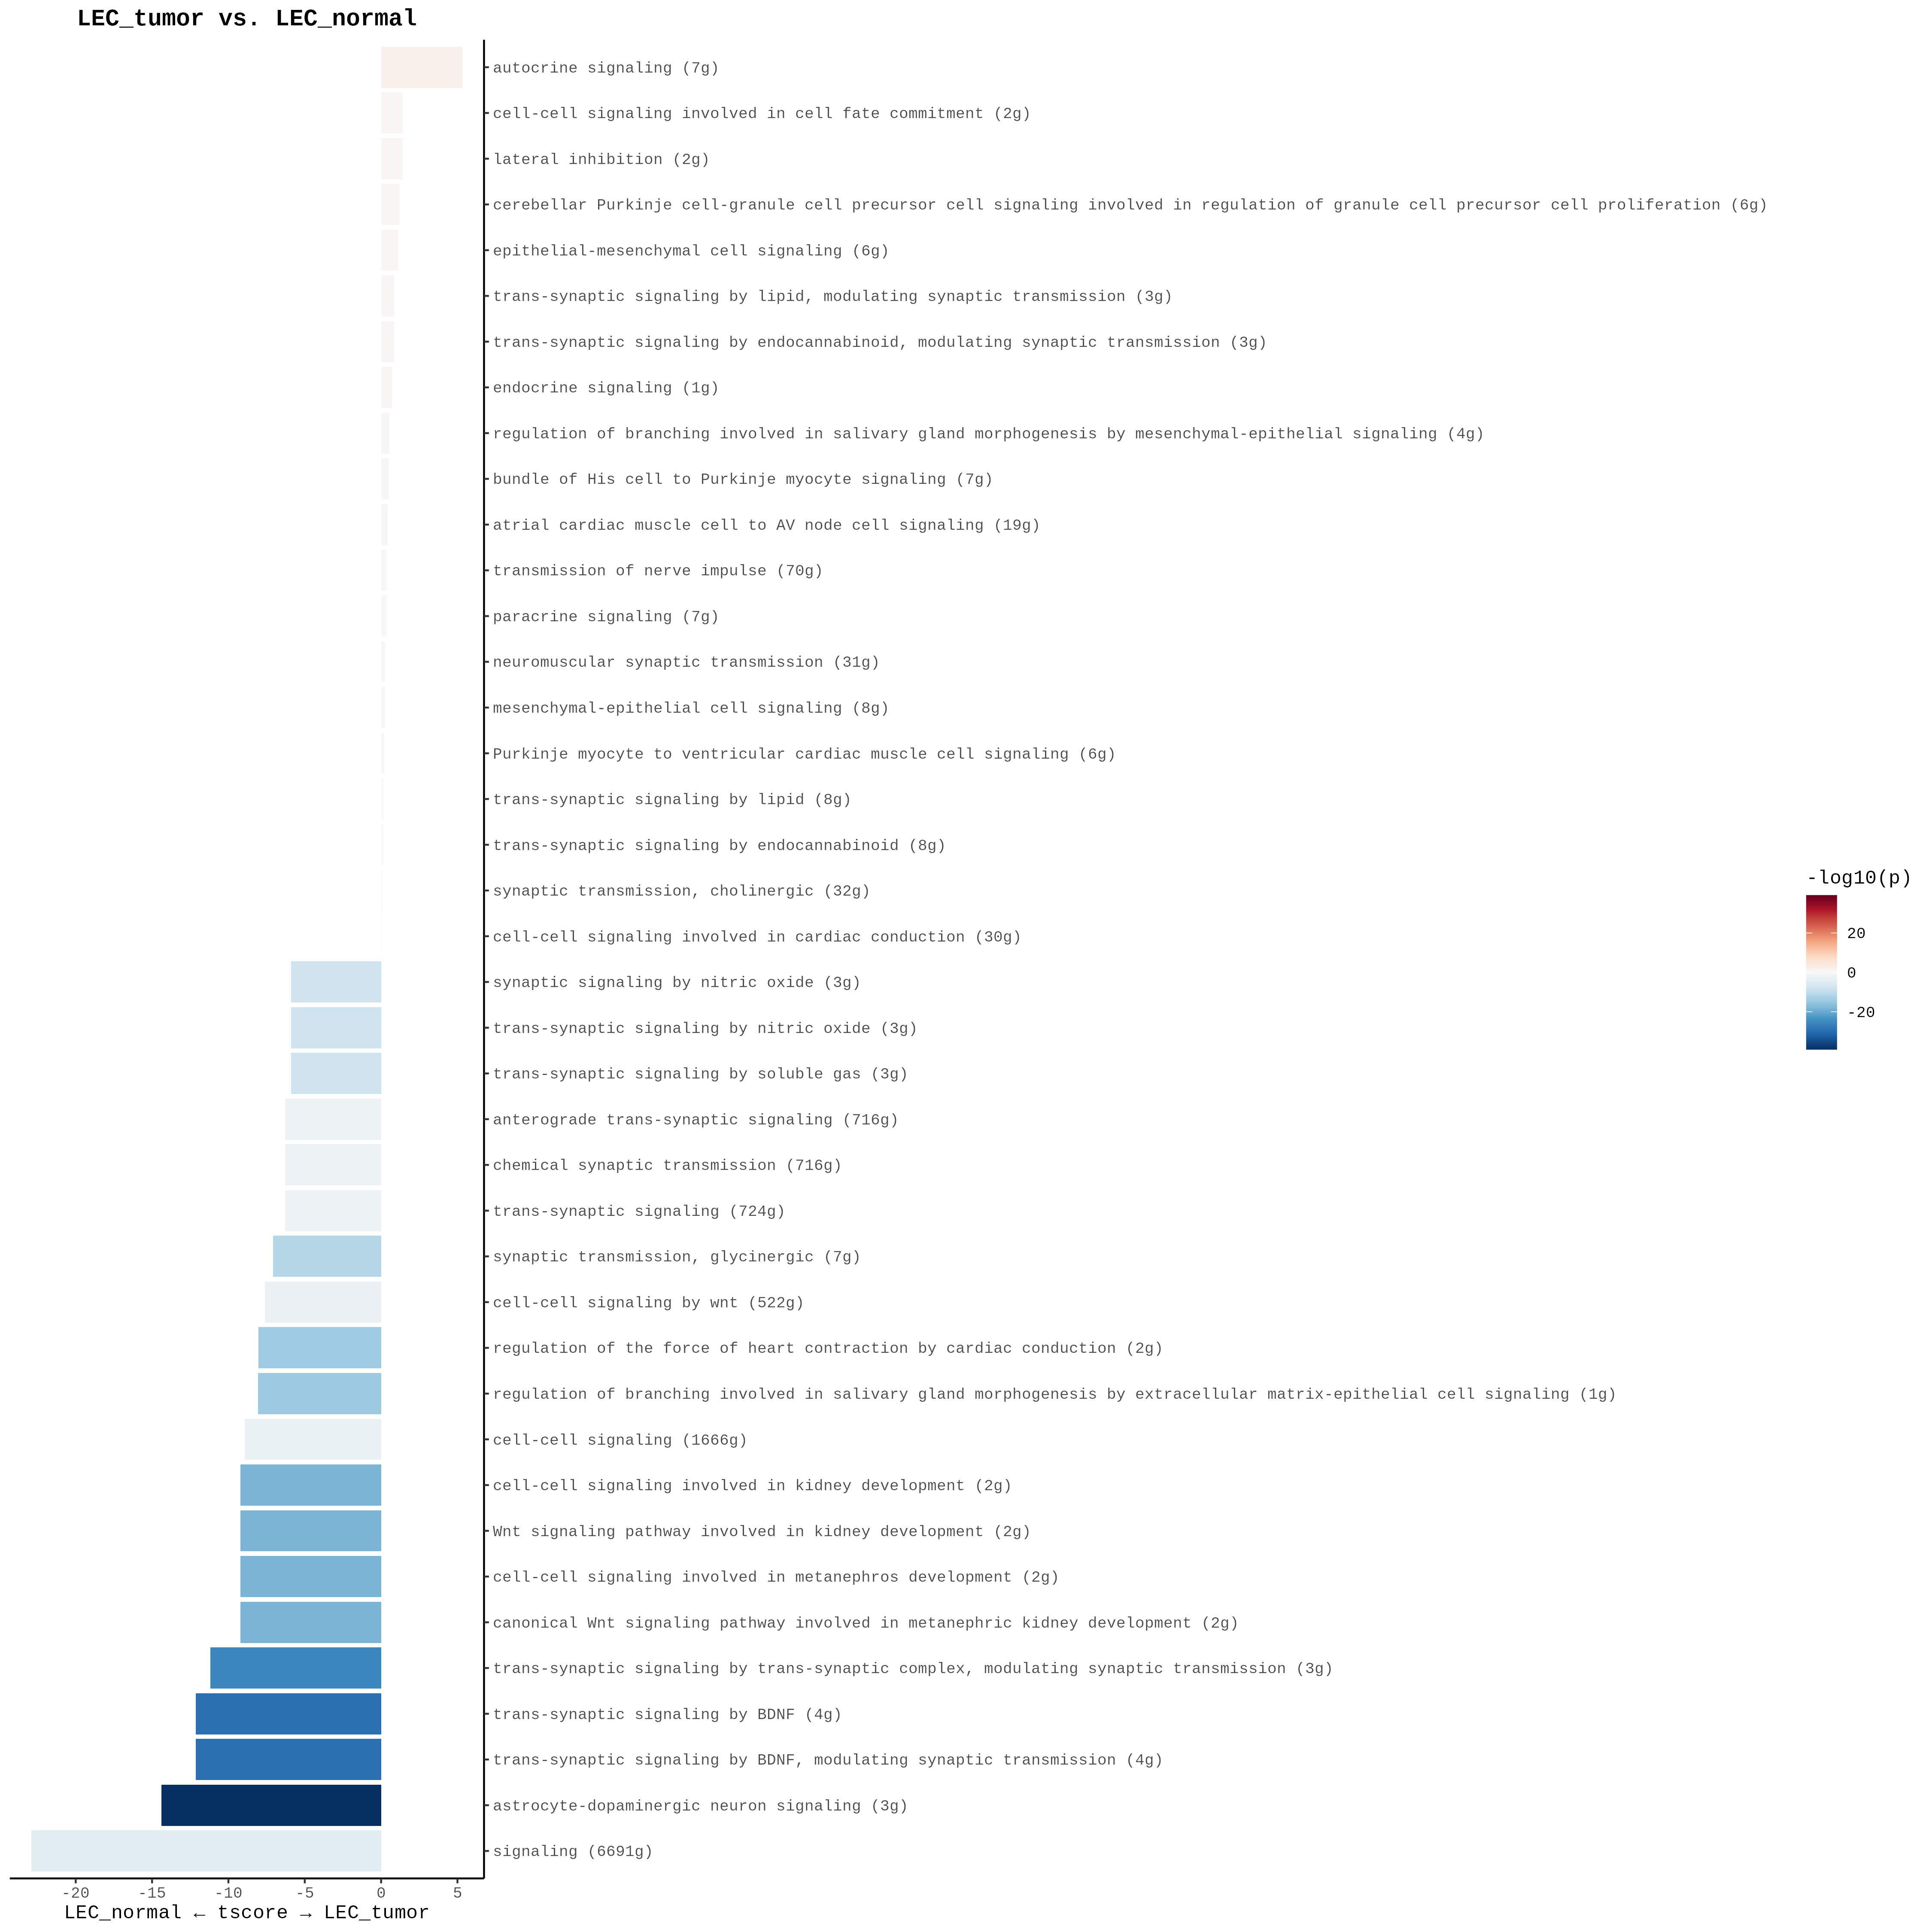 LEC_tumor vs. LEC_normal
autocrine signaling (7g)
cell-cell signaling involved in cell fate commitment (2g)
lateral inhibition (2g)
cerebellar Purkinje cell-granule cell precursor cell signaling involved in regulation of granule cell precursor cell proliferation (6g)
epithelial-mesenchymal cell signaling (6g)
trans-synaptic signaling by lipid, modulating synaptic transmission (3g)
trans-synaptic signaling by endocannabinoid, modulating synaptic transmission (3g)
endocrine signaling (1g)
regulation of branching involved in salivary gland morphogenesis by mesenchymal-epithelial signaling (4g)
bundle of His cell to Purkinje myocyte signaling (7g)
atrial cardiac muscle cell to AV node cell signaling (19g)
transmission of nerve impulse (70g)
paracrine signaling (7g)
neuromuscular synaptic transmission (31g)
mesenchymal-epithelial cell signaling (8g)
Purkinje myocyte to ventricular cardiac muscle cell signaling (6g)
trans-synaptic signaling by lipid (8g)
trans-synaptic signaling by endocannabinoid (8g)
synaptic transmission, cholinergic (32g)
cell-cell signaling involved in cardiac conduction (30g)
synaptic signaling by nitric oxide (3g)
trans-synaptic signaling by nitric oxide (3g)
trans-synaptic signaling by soluble gas (3g)
anterograde trans-synaptic signaling (716g)
chemical synaptic transmission (716g)
trans-synaptic signaling (724g)
synaptic transmission, glycinergic (7g)
cell-cell signaling by wnt (522g)
regulation of the force of heart contraction by cardiac conduction (2g)
regulation of branching involved in salivary gland morphogenesis by extracellular matrix-epithelial cell signaling (1g)
cell-cell signaling (1666g)
cell-cell signaling involved in kidney development (2g)
Wnt signaling pathway involved in kidney development (2g)
cell-cell signaling involved in metanephros development (2g)
canonical Wnt signaling pathway involved in metanephric kidney development (2g)
trans-synaptic signaling by trans-synaptic complex, modulating synaptic transmission (3g)
trans-synaptic signaling by BDNF (4g)
trans-synaptic signaling by BDNF, modulating synaptic transmission (4g)
astrocyte-dopaminergic neuron signaling (3g)
signaling (6691g)
-20 -15 -10 -5 0 5
LEC_normal ← tscore → LEC_tumor
-log10(p)
20
0
-20